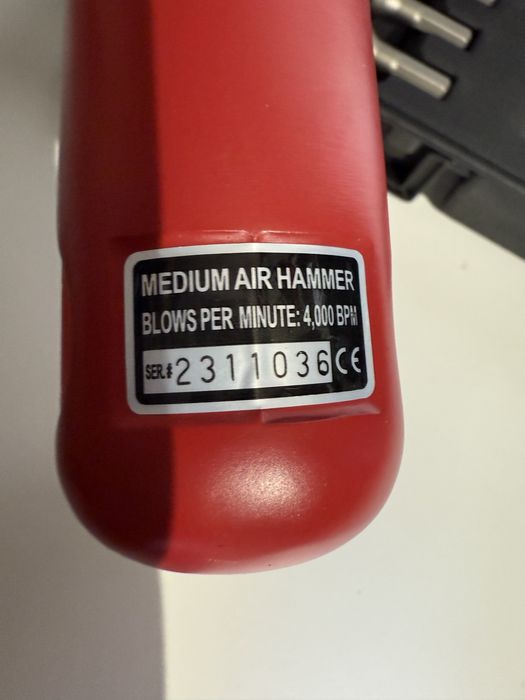 MEDIUM AIR HAMMER
BLOWS PER MINUTE: 4,000 BPM
SER.# 2311036 CE